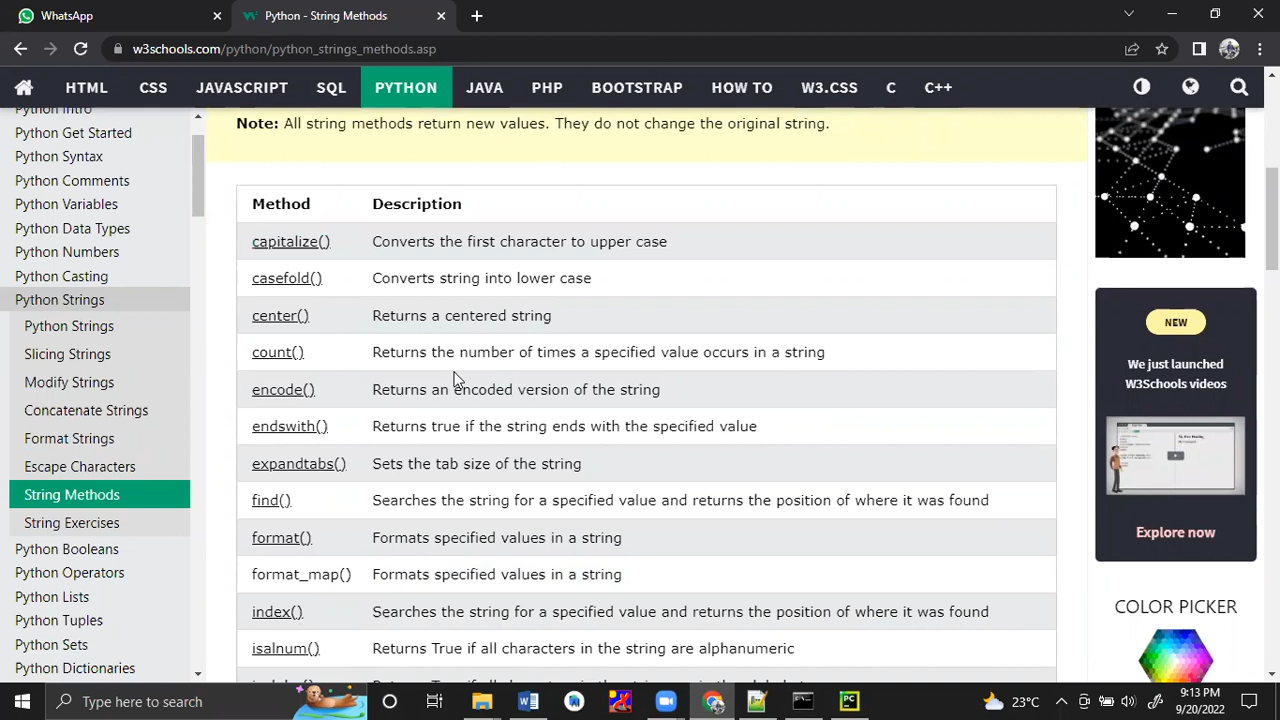 WhatsApp
Python - String Methods
w3schools.com/python/python_strings_methods.asp
HTML CSS JAVASCRIPT SQL PYTHON JAVA PHP BOOTSTRAP HOW TO W3.CSS C C++
Python Get Started
Python Syntax
Python Comments
Python Variables
Python Data Types
Python Numbers
Python Casting
Python Strings
Python Strings
Slicing Strings
Modify Strings
Concatenate Strings
Format Strings
Escape Characters
String Methods
String Exercises
Python Booleans
Python Operators
Python Lists
Python Tuples
Python Sets
Python Dictionaries
Note: All string methods return new values. They do not change the original string.
Method Description
capitalize() Converts the first character to upper case
casefold() Converts string into lower case
center() Returns a centered string
count() Returns the number of times a specified value occurs in a string
encode() Returns an encoded version of the string
endswith() Returns true if the string ends with the specified value
expandtabs() Sets the tab size of the string
find() Searches the string for a specified value and returns the position of where it was found
format() Formats specified values in a string
format_map() Formats specified values in a string
index() Searches the string for a specified value and returns the position of where it was found
isalnum() Returns True if all characters in the string are alphanumeric
NEW
We just launched
W3Schools videos
Explore now
COLOR PICKER
Type here to search
23°C
9:13 PM
9/20/2022